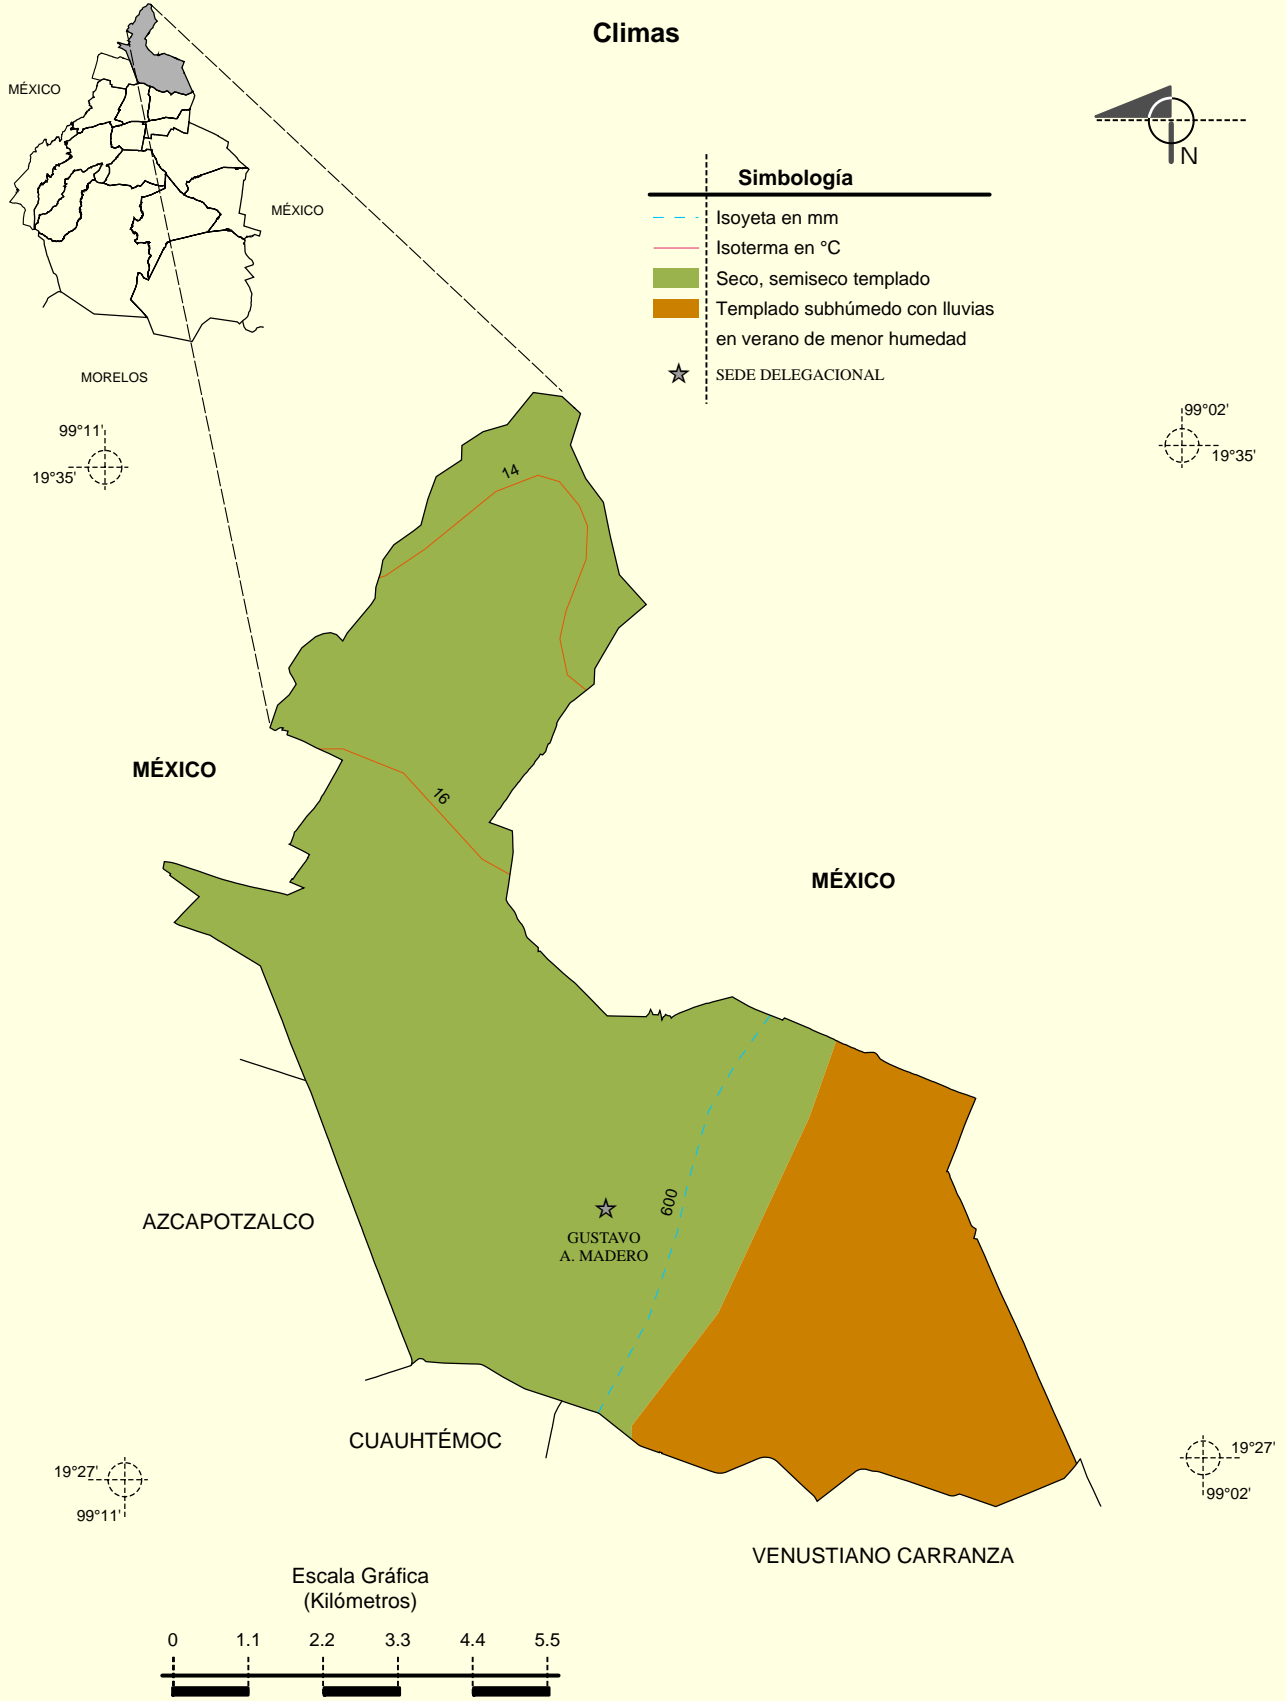 Climas
MÉXICO
MÉXICO
MORELOS
N
Simbología
Isoyeta en mm
Isoterma en °C
Seco, semiseco templado
Templado subhúmedo con lluvias
en verano de menor humedad
SEDE DELEGACIONAL
99°11'
19°35'
99°02'
19°35'
14
16
MÉXICO
MÉXICO
600
GUSTAVO
A. MADERO
AZCAPOTZALCO
CUAUHTÉMOC
19°27'
99°11'
19°27'
99°02'
VENUSTIANO CARRANZA
Escala Gráfica
(Kilómetros)
0 1.1 2.2 3.3 4.4 5.5